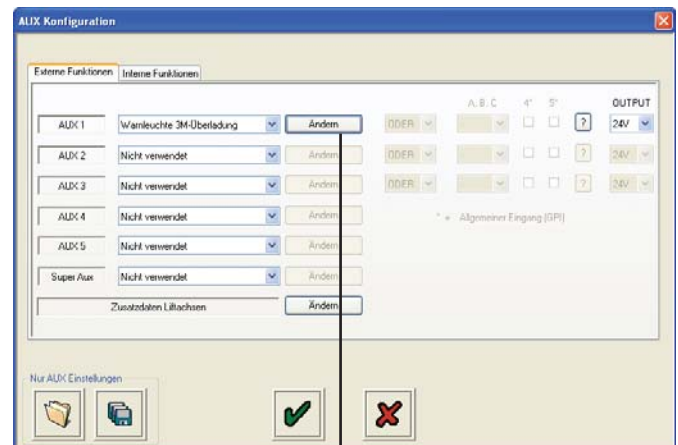 AUX Konfiguration
Externe Funktionen Interne Funktionen
A, B, C 4* 5* OUTPUT
AUX 1 Warnleuchte 3M-Überladung Ändern ODER ? 24V
AUX 2 Nicht verwendet Ändern ODER ? 24V
AUX 3 Nicht verwendet Ändern ODER ? 24V
AUX 4 Nicht verwendet Ändern * = Allgemeiner Eingang (GPI)
AUX 5 Nicht verwendet Ändern
Super Aux Nicht verwendet Ändern
Zusatzdaten Liftachsen Ändern
Nur AUX Einstellungen